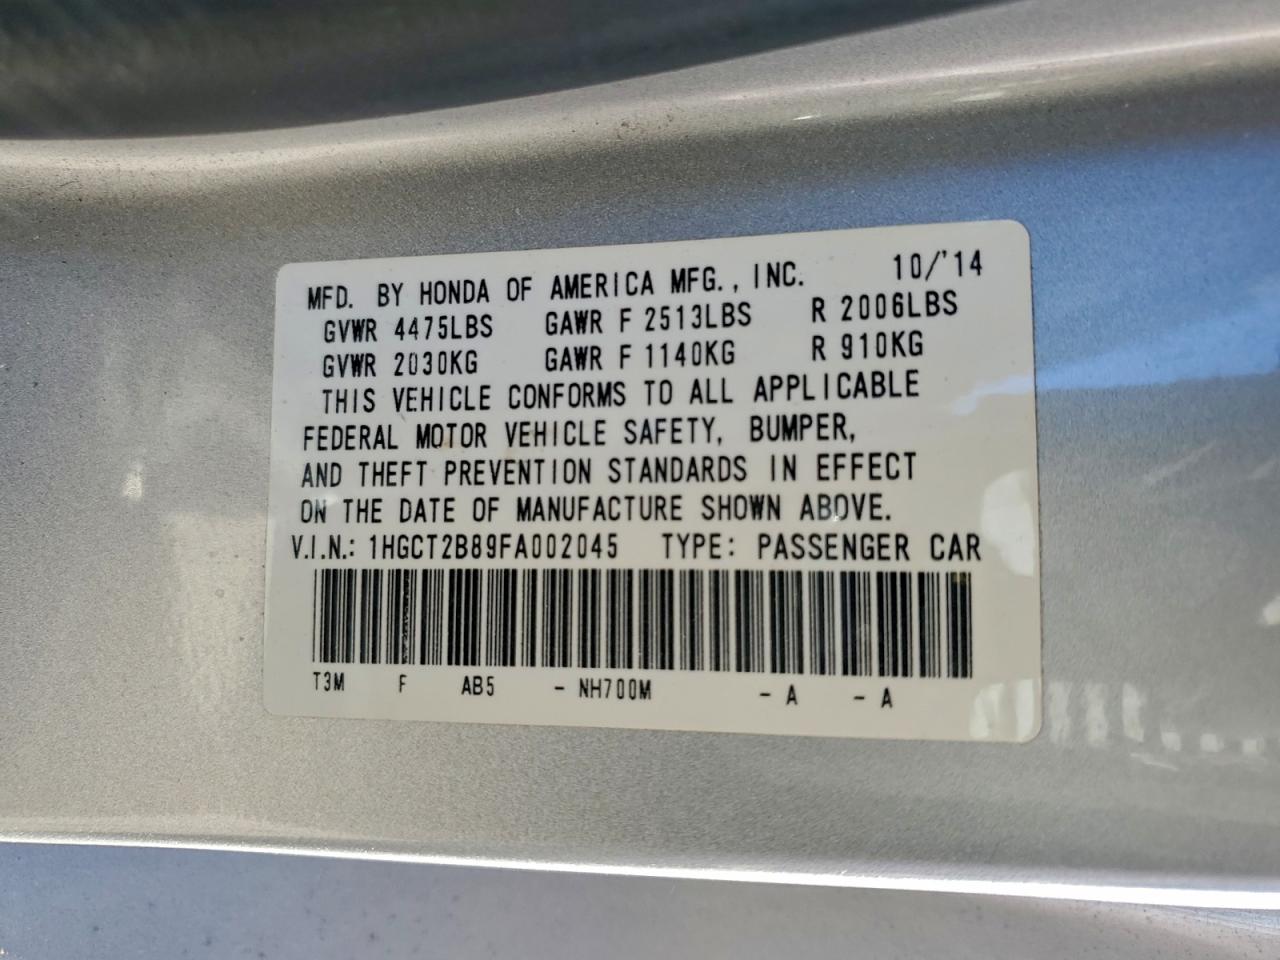 MFD. BY HONDA OF AMERICA MFG., INC. 10/'14
GVWR 4475LBS GAWR F 2513LBS R 2006LBS
GVWR 2030KG GAWR F 1140KG R 910KG
THIS VEHICLE CONFORMS TO ALL APPLICABLE
FEDERAL MOTOR VEHICLE SAFETY, BUMPER,
AND THEFT PREVENTION STANDARDS IN EFFECT
ON THE DATE OF MANUFACTURE SHOWN ABOVE.
V.I.N.: 1HGCT2B89FA002045 TYPE: PASSENGER CAR
T3M F AB5 - NH700M - A - A